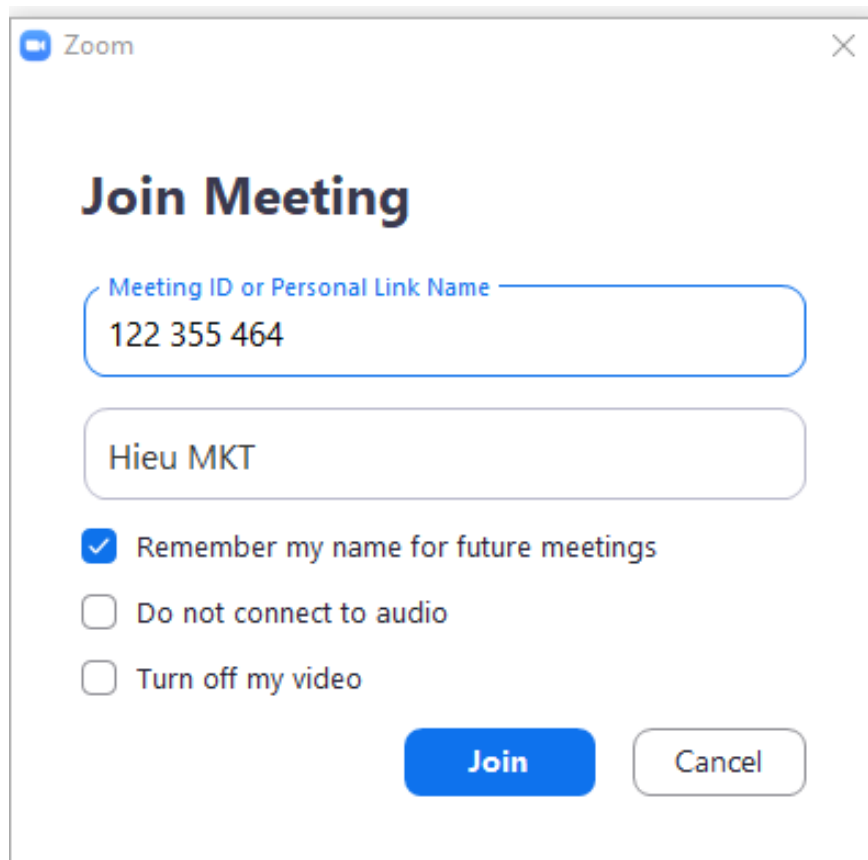 Zoom
Join Meeting
Meeting ID or Personal Link Name
122 355 464
Hieu MKT
Remember my name for future meetings
Do not connect to audio
Turn off my video
Join Cancel